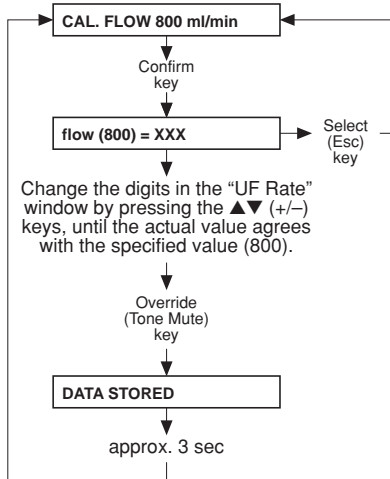 CAL. FLOW 800 ml/min
Confirm
key
flow (800) = XXX
Select
(Esc)
key
Change the digits in the “UF Rate”
window by pressing the ▲▼ (+/–)
keys, until the actual value agrees
with the specified value (800).
Override
(Tone Mute)
key
DATA STORED
approx. 3 sec